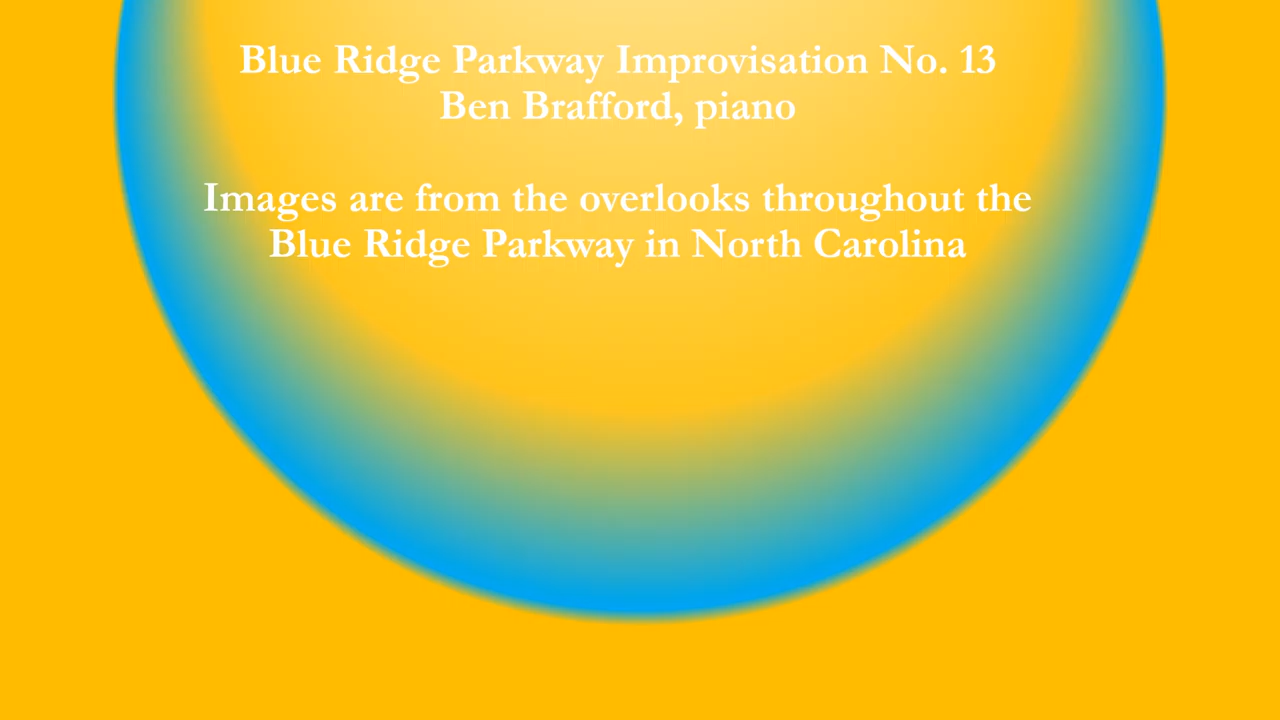 Blue Ridge Parkway Improvisation No. 13
Ben Brafford, piano
Images are from the overlooks throughout the
Blue Ridge Parkway in North Carolina